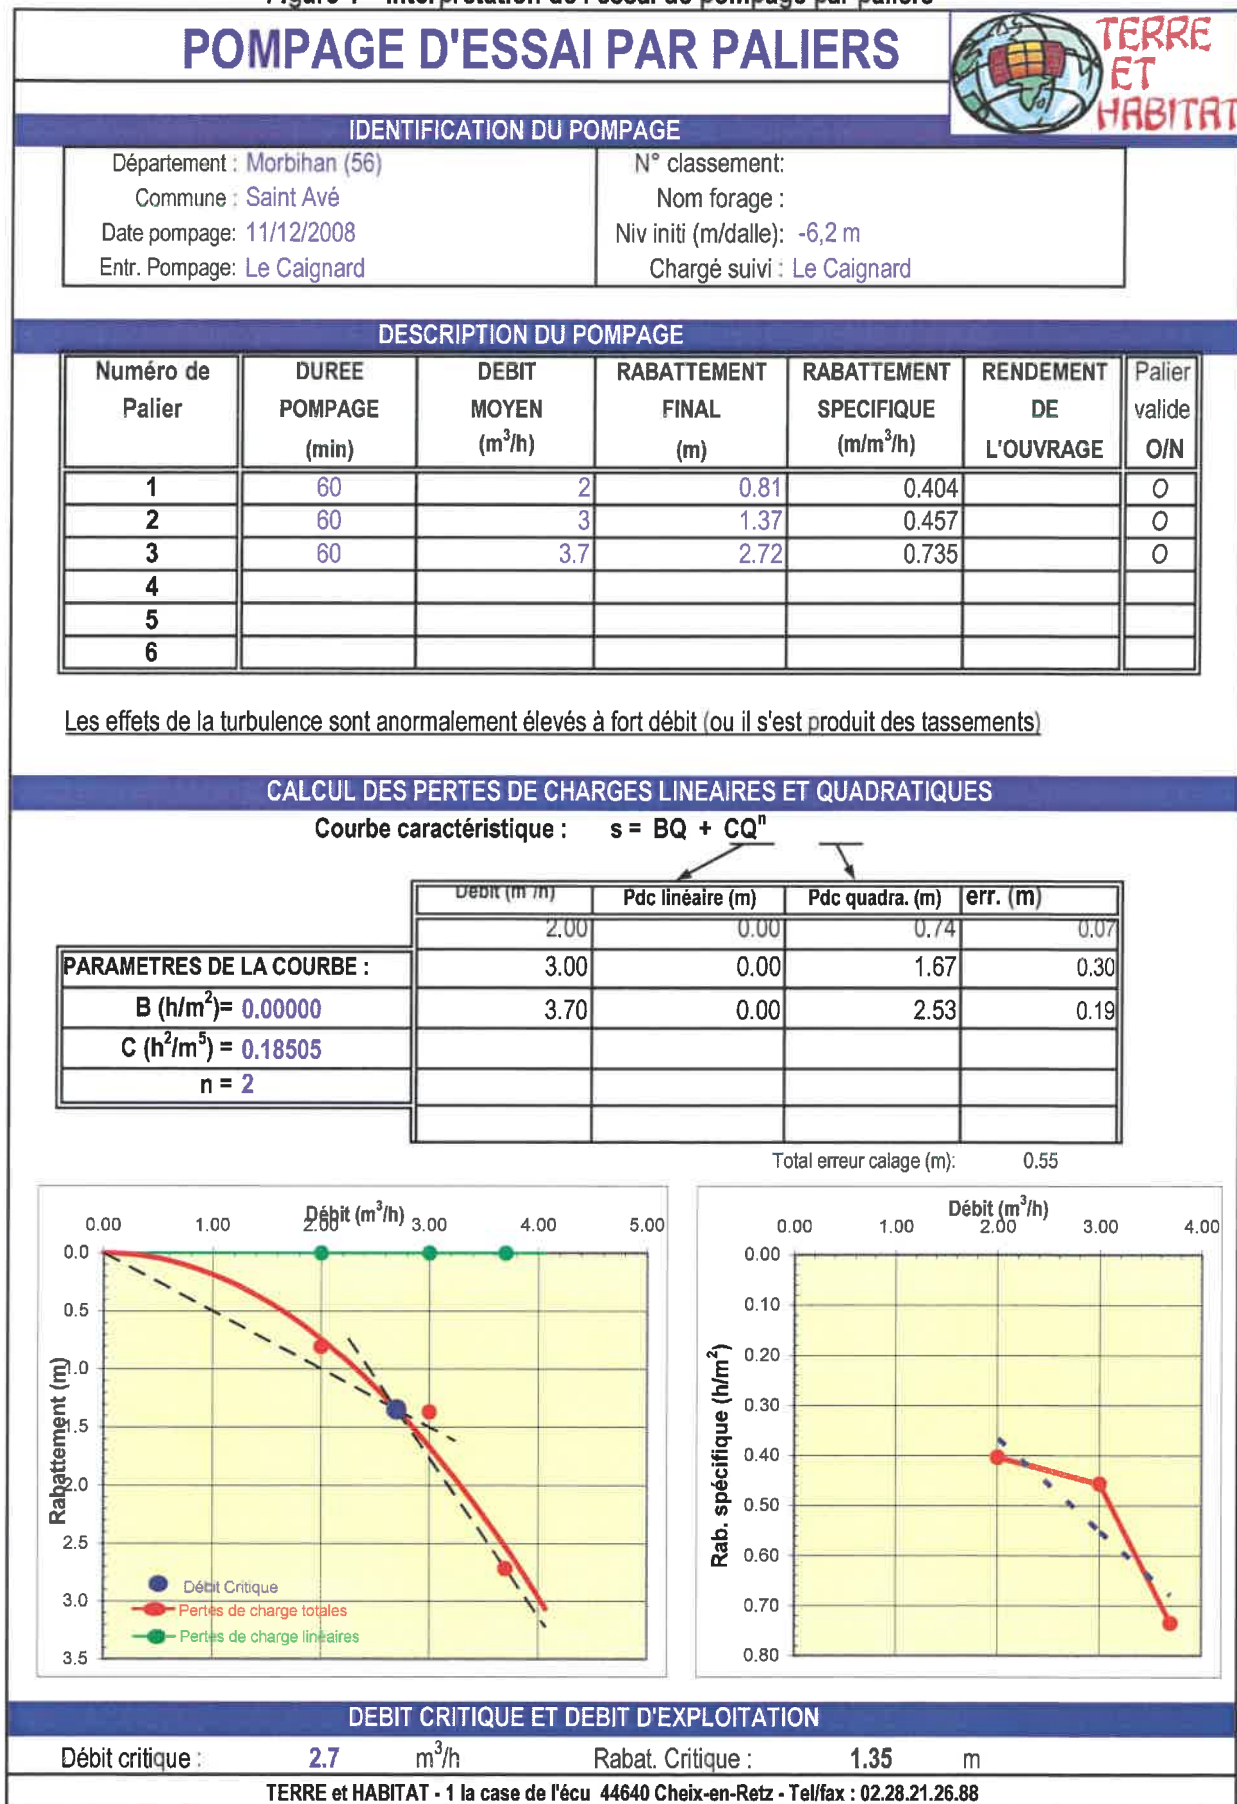 Figure 1 - Interprétation de l'essai de pompage par paliers
POMPAGE D'ESSAI PAR PALIERS
TERRE
ET
HABITAT
IDENTIFICATION DU POMPAGE
Département : Morbihan (56)
N° classement:
Commune : Saint Avé
Nom forage :
Date pompage: 11/12/2008
Niv initi (m/dalle): -6,2 m
Entr. Pompage: Le Caignard
Chargé suivi : Le Caignard
DESCRIPTION DU POMPAGE
Numéro de Palier DUREE POMPAGE (min) DEBIT MOYEN (m³/h) RABATTEMENT FINAL (m) RABATTEMENT SPECIFIQUE (m/m³/h) RENDEMENT DE L'OUVRAGE Palier valide O/N
1 60 2 0.81 0.404 O
2 60 3 1.37 0.457 O
3 60 3.7 2.72 0.735 O
4
5
6
Les effets de la turbulence sont anormalement élevés à fort débit (ou il s'est produit des tassements)
CALCUL DES PERTES DE CHARGES LINEAIRES ET QUADRATIQUES
Courbe caractéristique : s = BQ + CQⁿ
Débit (m³/h) Pdc linéaire (m) Pdc quadra. (m) err. (m)
2.00 0.00 0.74 0.07
PARAMETRES DE LA COURBE : 3.00 0.00 1.67 0.30
B (h/m²)= 0.00000 3.70 0.00 2.53 0.19
C (h²/m⁵) = 0.18505
n = 2
Total erreur calage (m): 0.55
Débit (m³/h)
0.00 1.00 2.00 3.00 4.00 5.00
0.0
0.5
1.0
1.5
2.0
2.5
3.0
3.5
Rabattement (m)
Débit Critique
Pertes de charge totales
Pertes de charge linéaires
Débit (m³/h)
0.00 1.00 2.00 3.00 4.00
0.00
0.10
0.20
0.30
0.40
0.50
0.60
0.70
0.80
Rab. spécifique (h/m²)
DEBIT CRITIQUE ET DEBIT D'EXPLOITATION
Débit critique : 2.7 m³/h Rabat. Critique : 1.35 m
TERRE et HABITAT - 1 la case de l'écu 44640 Cheix-en-Retz - Tel/fax : 02.28.21.26.88